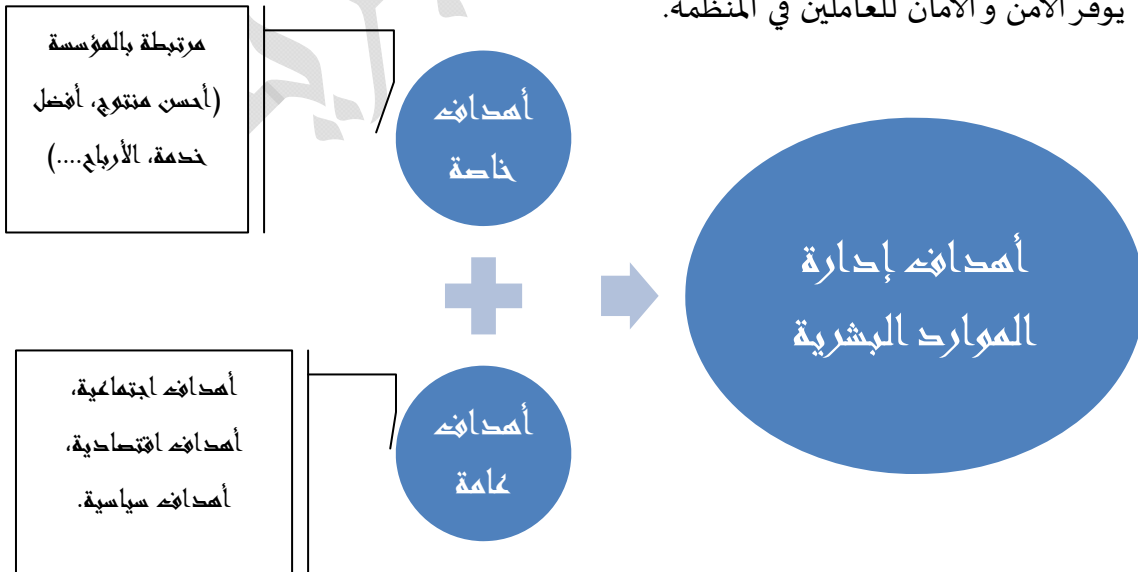 يوفر الأمن و الأمان للعاملين في المنظمة.
مرتبطة بالمؤسسة
(أحسن منتوج، أفضل
خدمة، الأرباح....)
أهداف
خاصة
أهداف إدارة
الموارد البشرية
أهداف اجتماعية،
أهداف اقتصادية،
أهداف سياسية.
أهداف
عامة